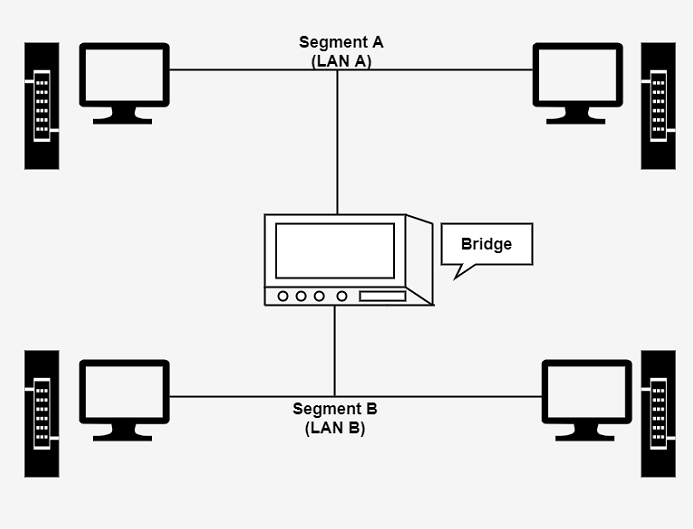 Segment A
(LAN A)
Bridge
Segment B
(LAN B)